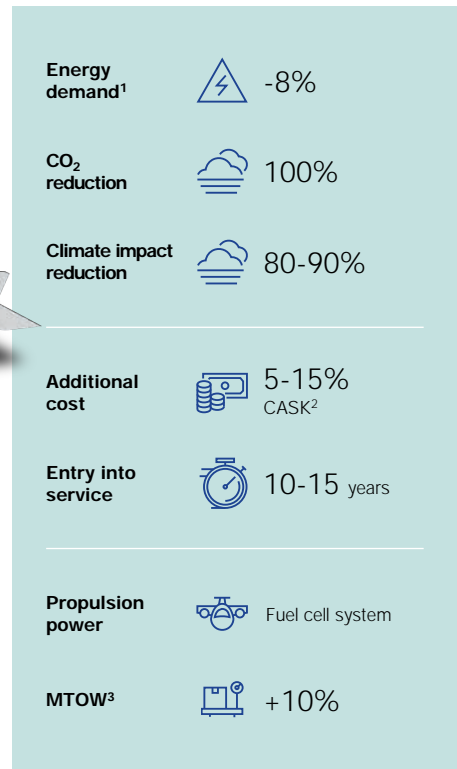 Energy
demand¹
-8%
CO₂
reduction
100%
Climate impact
reduction
80-90%
Additional
cost
5-15%
CASK²
Entry into
service
10-15 years
Propulsion
power
Fuel cell system
MTOW³
+10%